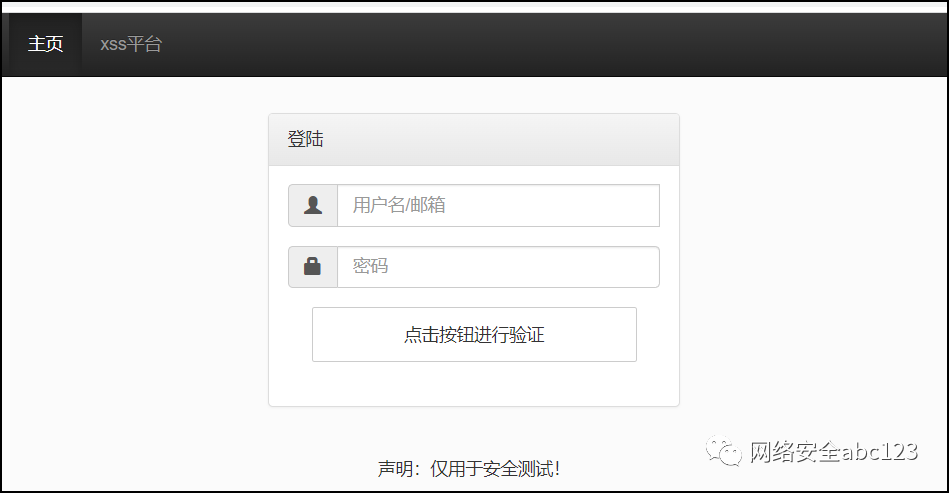 主页 xss平台
登陆
用户名/邮箱
密码
点击按钮进行验证
网络安全abc123
声明：仅用于安全测试！